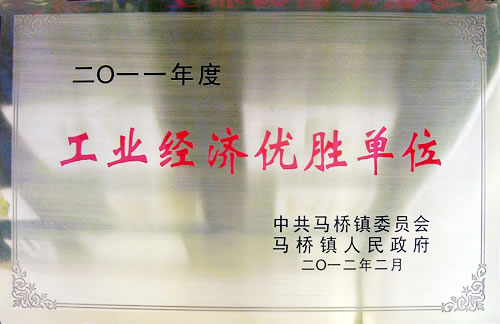 二〇一一年度
工业经济优胜单位
中共马桥镇委员会
马桥镇人民政府
二〇一二年二月